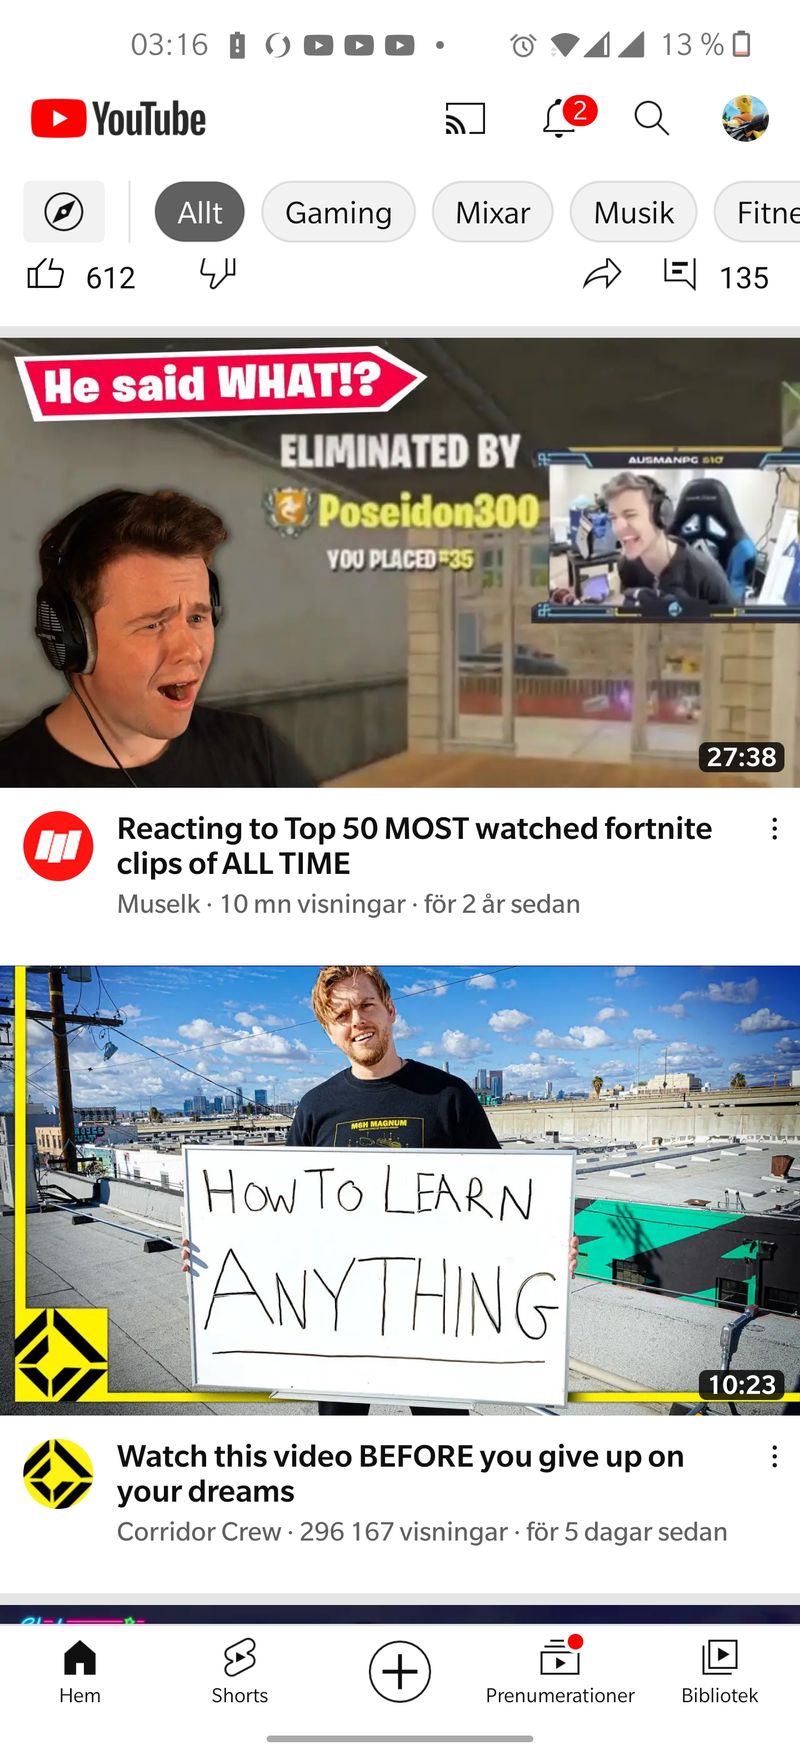 03:16
13 %
YouTube
2
Allt
Gaming
Mixar
Musik
Fitne
612
135
He said WHAT!?
ELIMINATED BY
Poseidon300
YOU PLACED #35
AUSMANPG $10
27:38
Reacting to Top 50 MOST watched fortnite
clips of ALL TIME
Muselk · 10 mn visningar · för 2 år sedan
M6H MAGNUM
HOW TO LEARN
ANYTHING
10:23
Watch this video BEFORE you give up on
your dreams
Corridor Crew · 296 167 visningar · för 5 dagar sedan
Hem
Shorts
Prenumerationer
Bibliotek